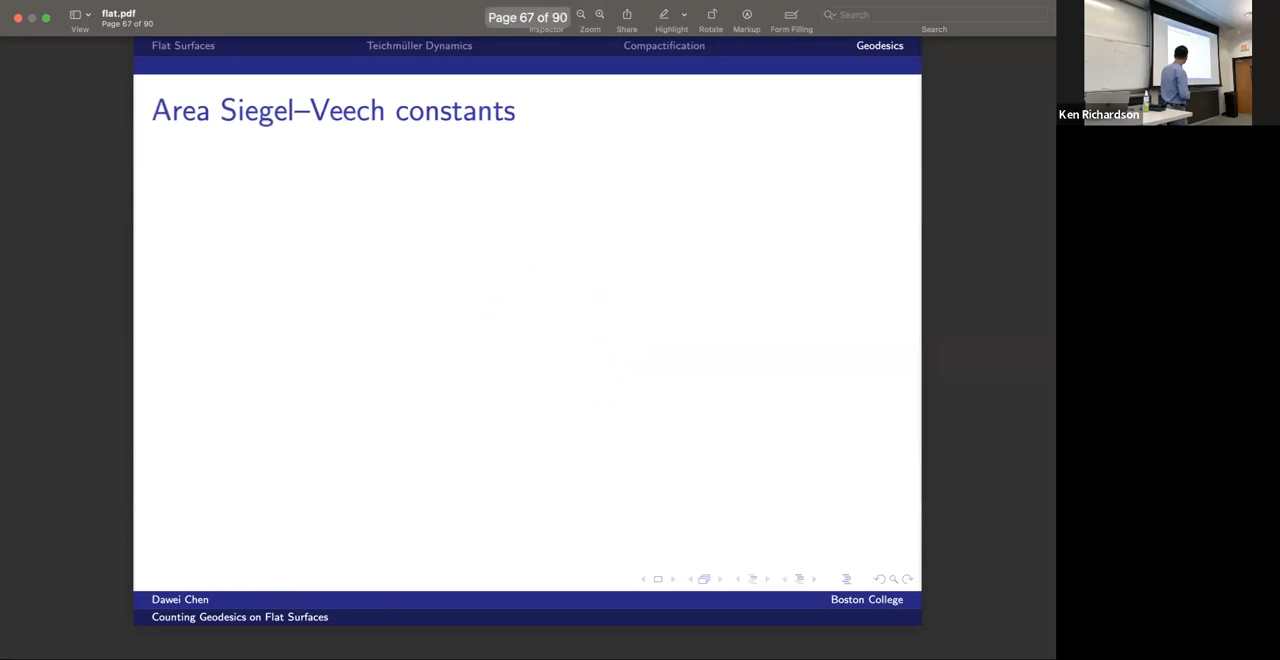 flat.pdf
Page 67 of 90
Page 67 of 90
View
Inspector
Zoom
Share
Highlight
Rotate
Markup
Form Filling
Search
Search
Flat Surfaces
Teichmüller Dynamics
Compactification
Geodesics
Area Siegel–Veech constants
Ken Richardson
Dawei Chen
Boston College
Counting Geodesics on Flat Surfaces